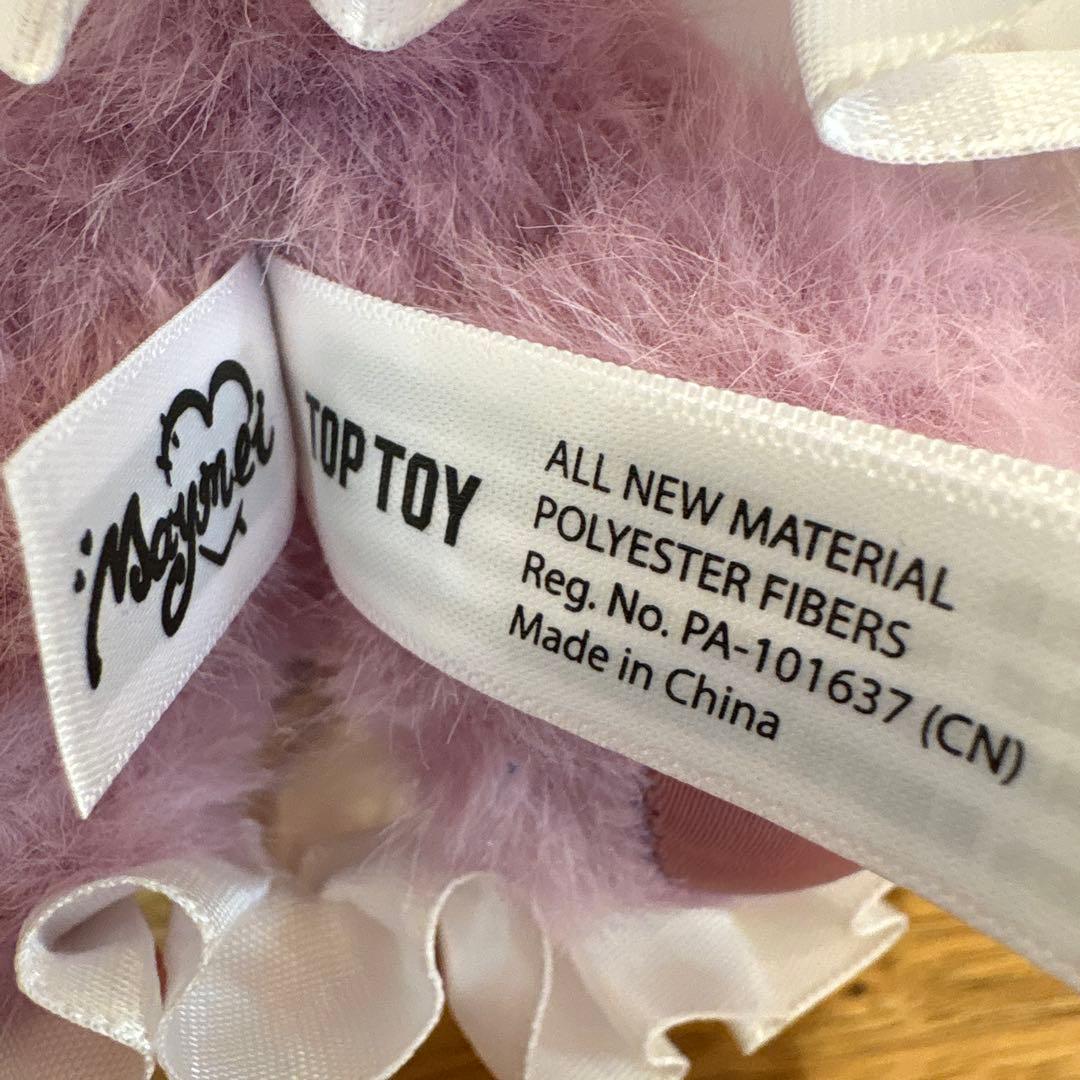 Maymei
TOP TOY
ALL NEW MATERIAL
POLYESTER FIBERS
Reg. No. PA-101637 (CN)
Made in China